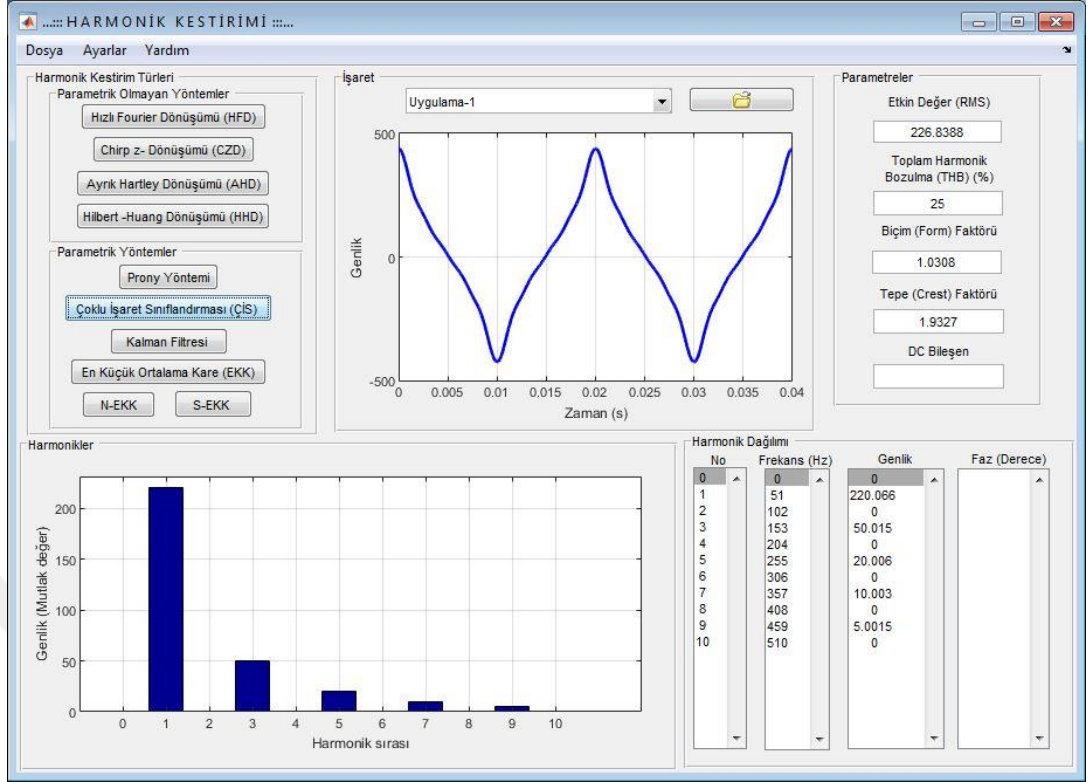 ...::: HARMONİK KESTİRİMİ :::...
Dosya Ayarlar Yardım
Harmonik Kestirim Türleri
Parametrik Olmayan Yöntemler
Hızlı Fourier Dönüşümü (HFD)
Chirp z- Dönüşümü (CZD)
Ayrık Hartley Dönüşümü (AHD)
Hilbert -Huang Dönüşümü (HHD)
Parametrik Yöntemler
Prony Yöntemi
Çoklu İşaret Sınıflandırması (ÇİS)
Kalman Filtresi
En Küçük Ortalama Kare (EKK)
N-EKK S-EKK
İşaret
Uygulama-1
500
0
-500
Genlik
0 0.005 0.01 0.015 0.02 0.025 0.03 0.035 0.04
Zaman (s)
Parametreler
Etkin Değer (RMS)
226.8388
Toplam Harmonik
Bozulma (THB) (%)
25
Biçim (Form) Faktörü
1.0308
Tepe (Crest) Faktörü
1.9327
DC Bileşen
Harmonikler
200
150
100
50
0
Genlik (Mutlak değer)
0 1 2 3 4 5 6 7 8 9 10
Harmonik sırası
Harmonik Dağılımı
No Frekans (Hz) Genlik Faz (Derece)
0 0 0
1 51 220.066
2 102 0
3 153 50.015
4 204 0
5 255 20.006
6 306 0
7 357 10.003
8 408 0
9 459 5.0015
10 510 0